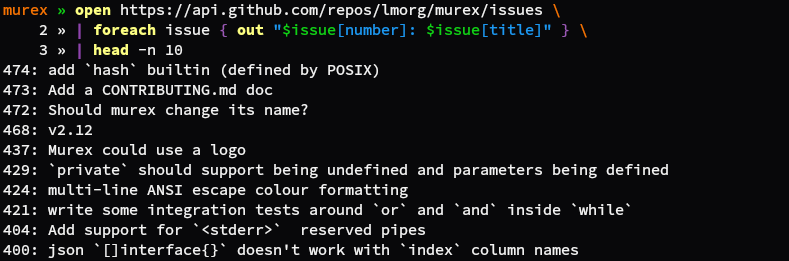 murex » open https://api.github.com/repos/lmorg/murex/issues \
2 » | foreach issue { out "$issue[number]: $issue[title]" } \
3 » | head -n 10
474: add `hash` builtin (defined by POSIX)
473: Add a CONTRIBUTING.md doc
472: Should murex change its name?
468: v2.12
437: Murex could use a logo
429: `private` should support being undefined and parameters being defined
424: multi-line ANSI escape colour formatting
421: write some integration tests around `or` and `and` inside `while`
404: Add support for `<stderr>`  reserved pipes
400: json `[]interface{}` doesn't work with `index` column names